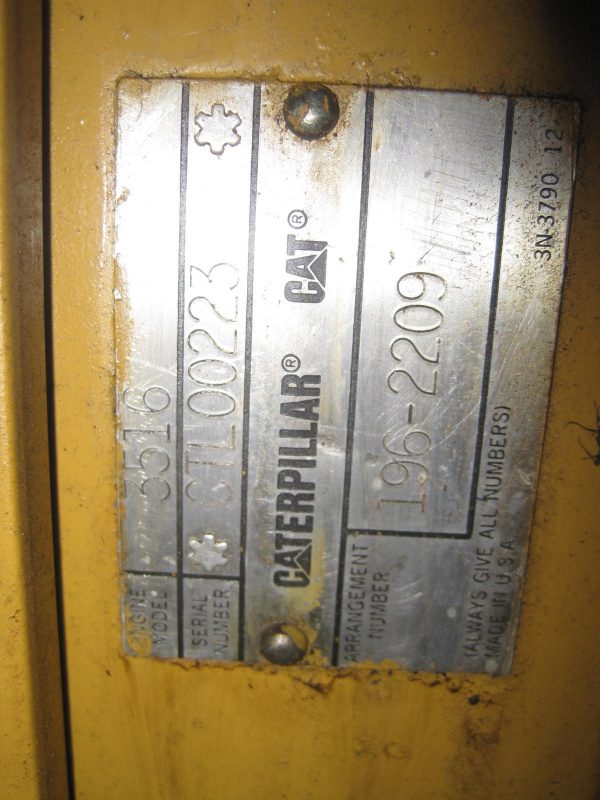 ENGINE MODEL 3516
SERIAL NUMBER CTL00223
CATERPILLAR® CAT®
ARRANGEMENT NUMBER 196-2209
(ALWAYS GIVE ALL NUMBERS)
MADE IN U.S.A.
3N-3790 12